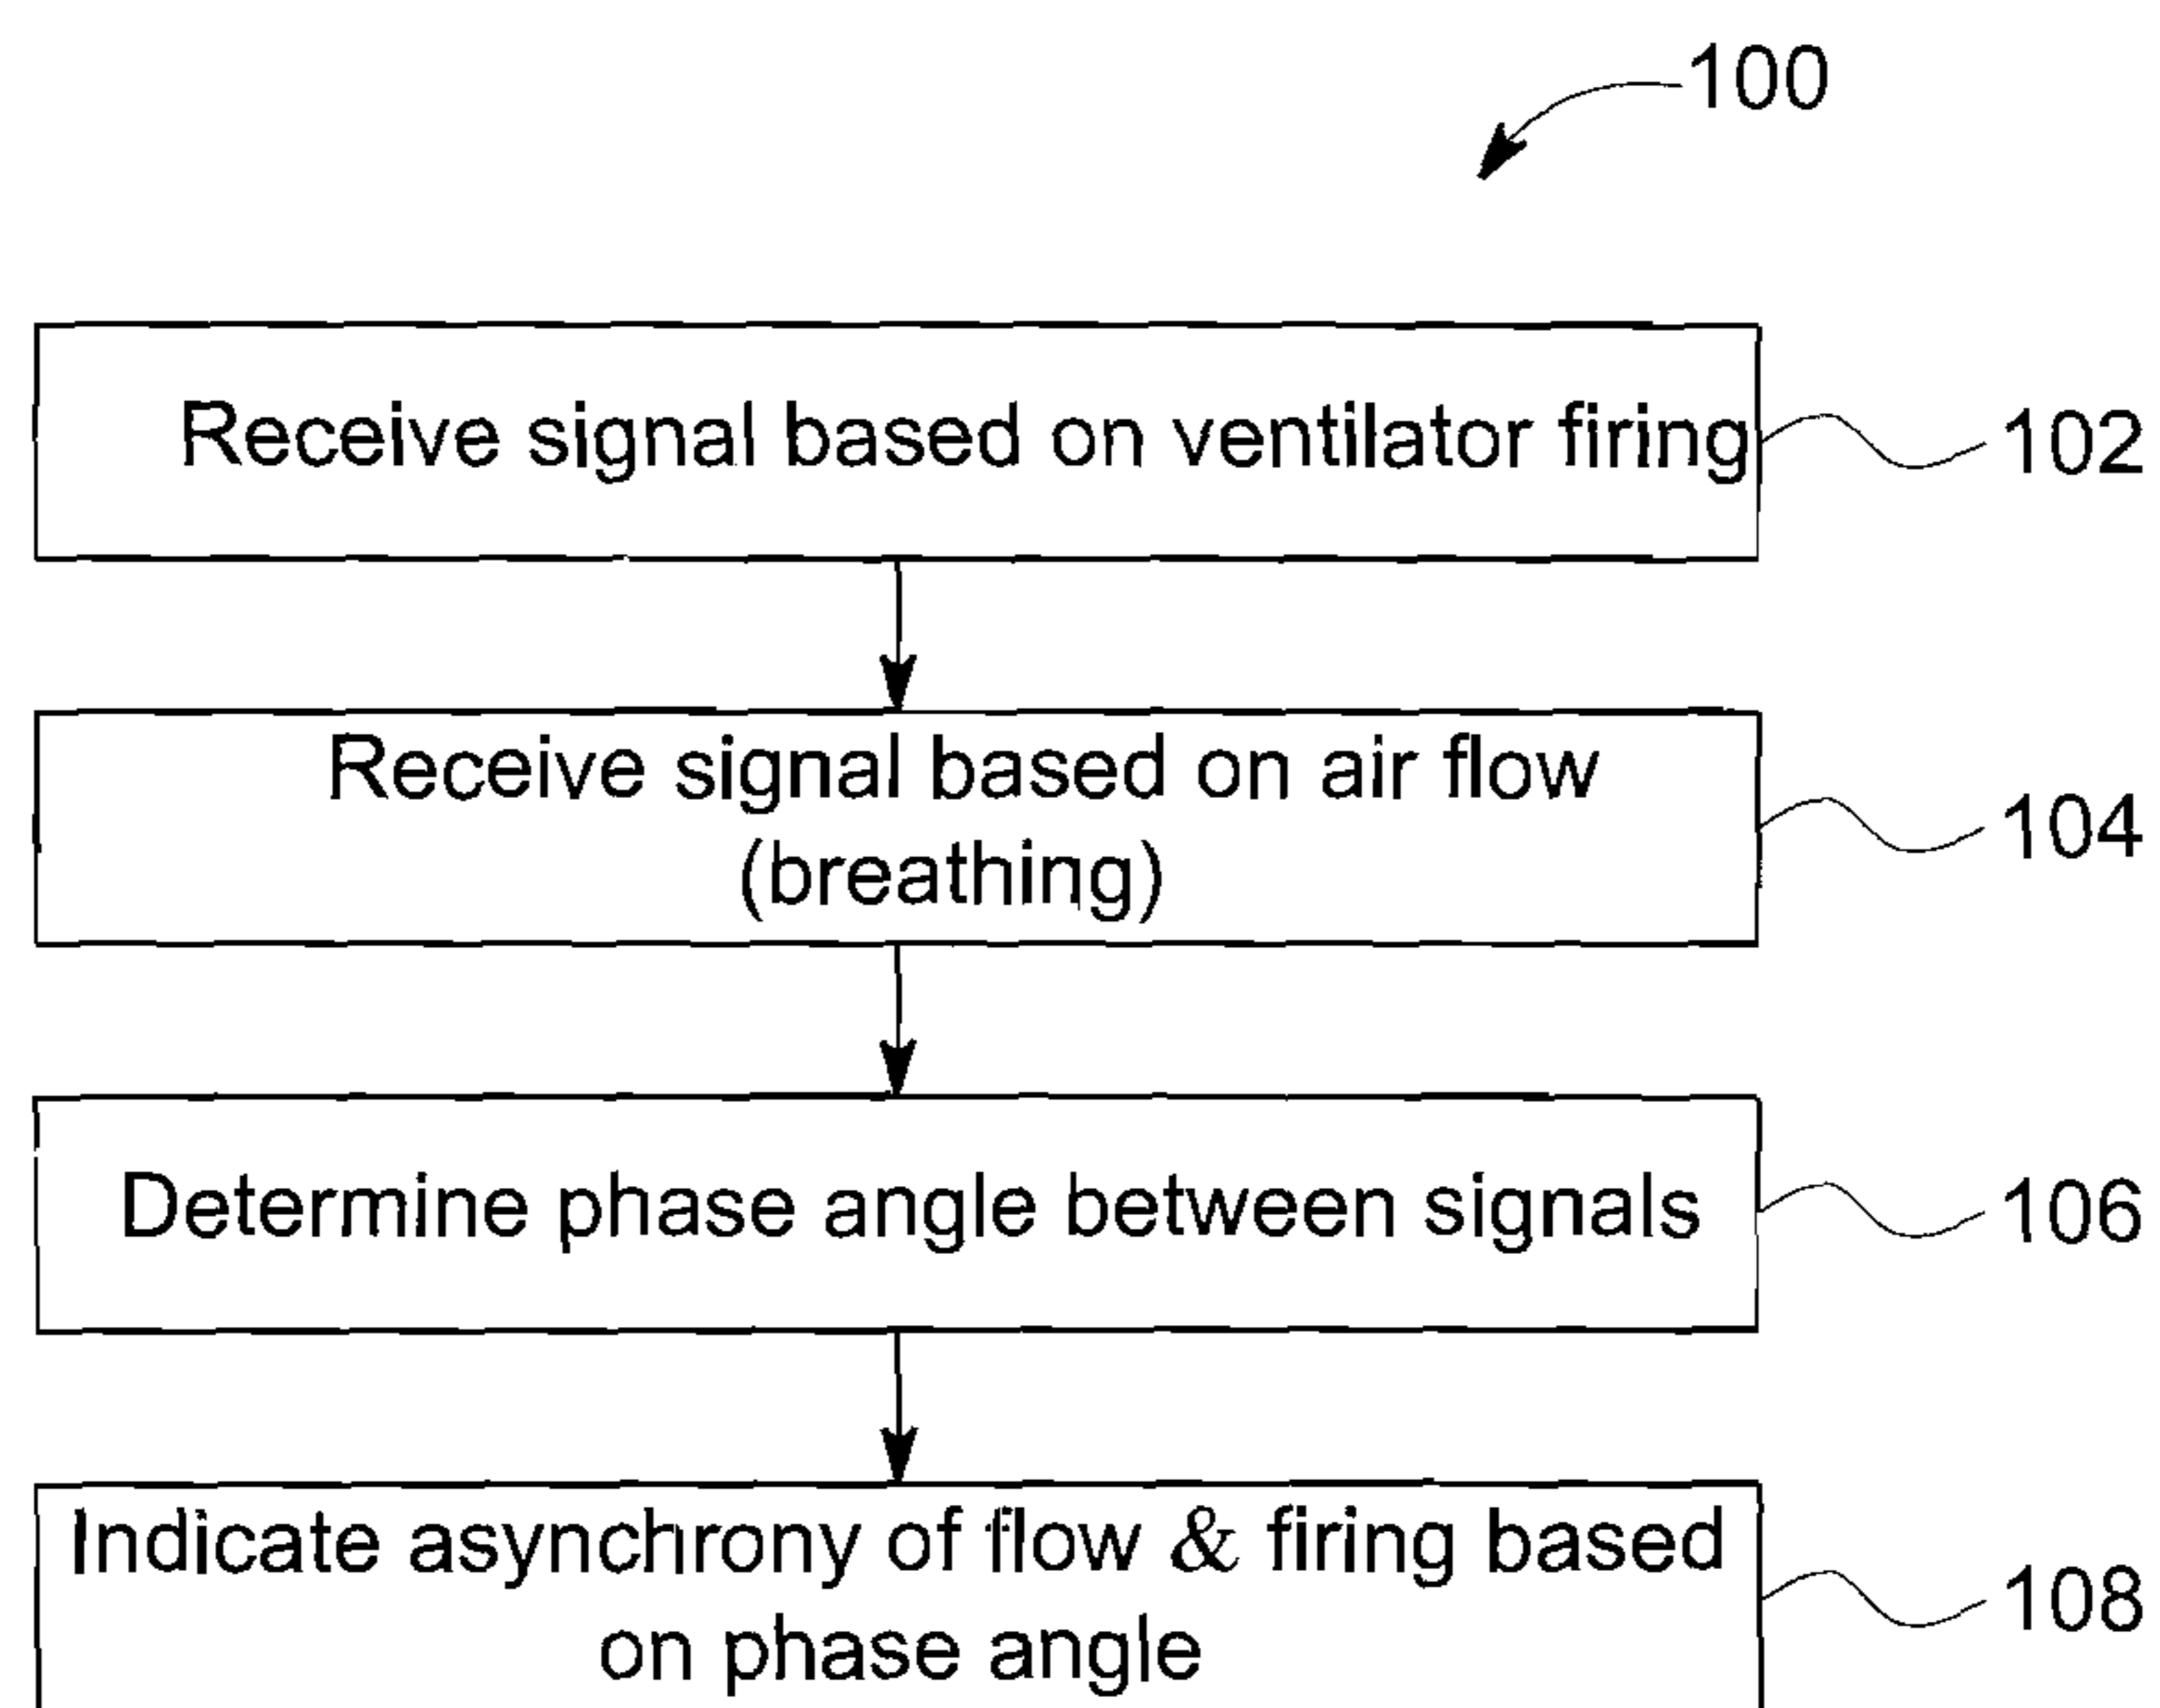 100
Receive signal based on ventilator firing
102
Receive signal based on air flow
(breathing)
104
Determine phase angle between signals
106
Indicate asynchrony of flow & firing based
on phase angle
108